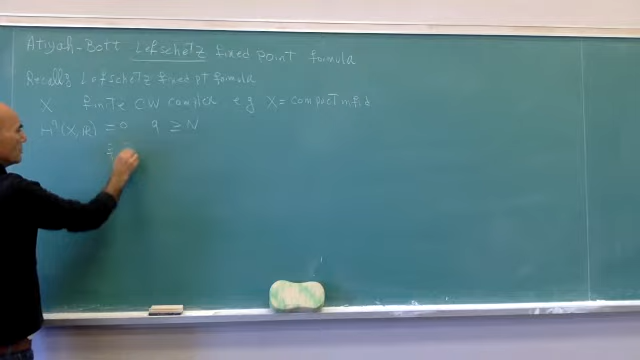 Atiyah-Bott Lefschetz fixed point formula
Recall: Lefschetz fixed pt formula
X finite CW complex e.g X = compact mfd
H^q(X, ℝ) = 0 q ≥ N
=